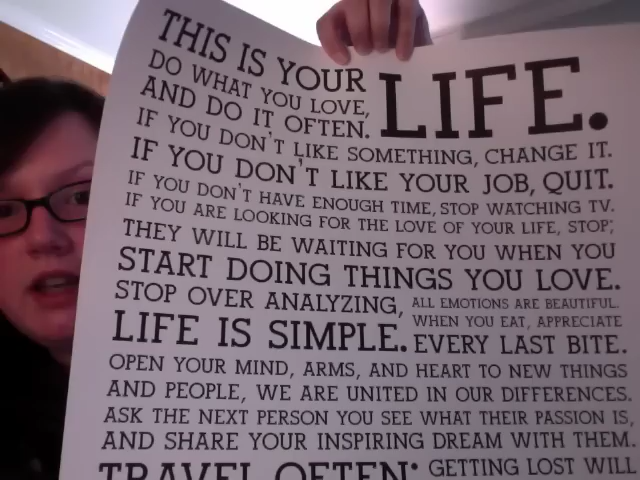 THIS IS YOUR LIFE.
DO WHAT YOU LOVE,
AND DO IT OFTEN.
IF YOU DON'T LIKE SOMETHING, CHANGE IT.
IF YOU DON'T LIKE YOUR JOB, QUIT.
IF YOU DON'T HAVE ENOUGH TIME, STOP WATCHING TV.
IF YOU ARE LOOKING FOR THE LOVE OF YOUR LIFE, STOP;
THEY WILL BE WAITING FOR YOU WHEN YOU
START DOING THINGS YOU LOVE.
STOP OVER ANALYZING,
LIFE IS SIMPLE.
ALL EMOTIONS ARE BEAUTIFUL.
WHEN YOU EAT, APPRECIATE
EVERY LAST BITE.
OPEN YOUR MIND, ARMS, AND HEART TO NEW THINGS
AND PEOPLE, WE ARE UNITED IN OUR DIFFERENCES.
ASK THE NEXT PERSON YOU SEE WHAT THEIR PASSION IS,
AND SHARE YOUR INSPIRING DREAM WITH THEM.
TRAVEL OFTEN; GETTING LOST WILL